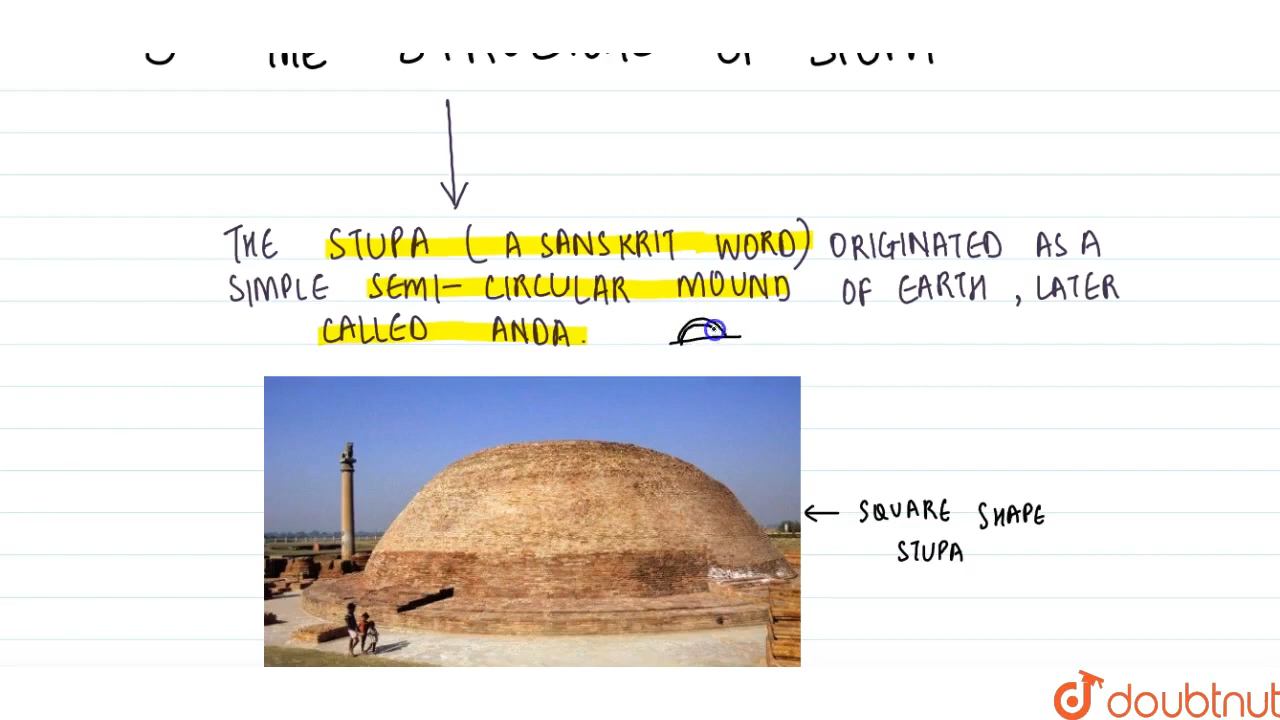 THE STUPA ( A SANSKRIT WORD) ORIGINATED AS A
SIMPLE SEMI- CIRCULAR MOUND OF EARTH , LATER
CALLED ANDA.
← SQUARE SHAPE
STUPA
doubtnut